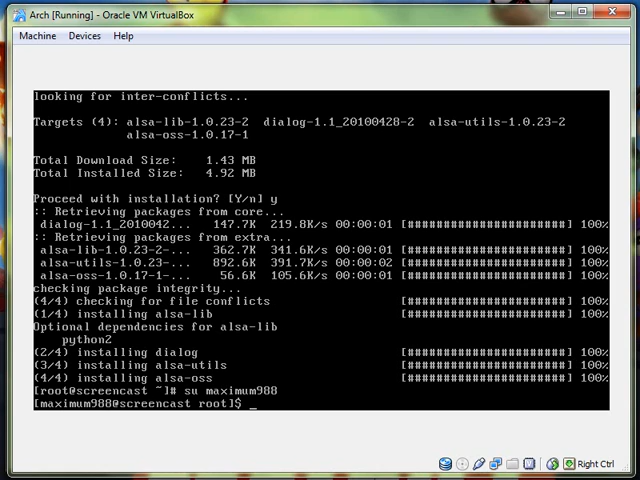 Arch [Running] - Oracle VM VirtualBox
Machine Devices Help
looking for inter-conflicts...
Targets (4): alsa-lib-1.0.23-2 dialog-1.1_20100428-2 alsa-utils-1.0.23-2
alsa-oss-1.0.17-1
Total Download Size: 1.43 MB
Total Installed Size: 4.92 MB
Proceed with installation? [Y/n] y
:: Retrieving packages from core...
dialog-1.1_2010042... 147.7K 219.8K/s 00:00:01 [######################] 100%
:: Retrieving packages from extra...
alsa-lib-1.0.23-2-... 362.7K 341.6K/s 00:00:01 [######################] 100%
alsa-utils-1.0.23-... 892.6K 391.7K/s 00:00:02 [######################] 100%
alsa-oss-1.0.17-1-... 56.6K 105.6K/s 00:00:01 [######################] 100%
checking package integrity...
(4/4) checking for file conflicts [######################] 100%
(1/4) installing alsa-lib [######################] 100%
Optional dependencies for alsa-lib
python2
(2/4) installing dialog [######################] 100%
(3/4) installing alsa-utils [######################] 100%
(4/4) installing alsa-oss [######################] 100%
[root@screencast ~]# su maximum988
[maximum988@screencast root]$ _
Right Ctrl